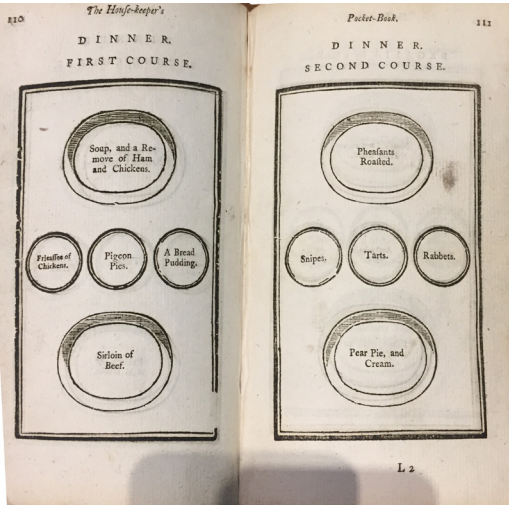 110
The Houſe-keeper's
DINNER.
FIRST COURSE.
Soup, and a Re-
move of Ham
and Chickens.
Fricaſſee of
Chickens.
Pigeon
Pies.
A Bread
Pudding.
Sirloin of
Beef.
Pocket-Book.
111
DINNER.
SECOND COURSE.
Pheaſants
Roaſted.
Snipes.
Tarts.
Rabbets.
Pear Pie, and
Cream.
L 2